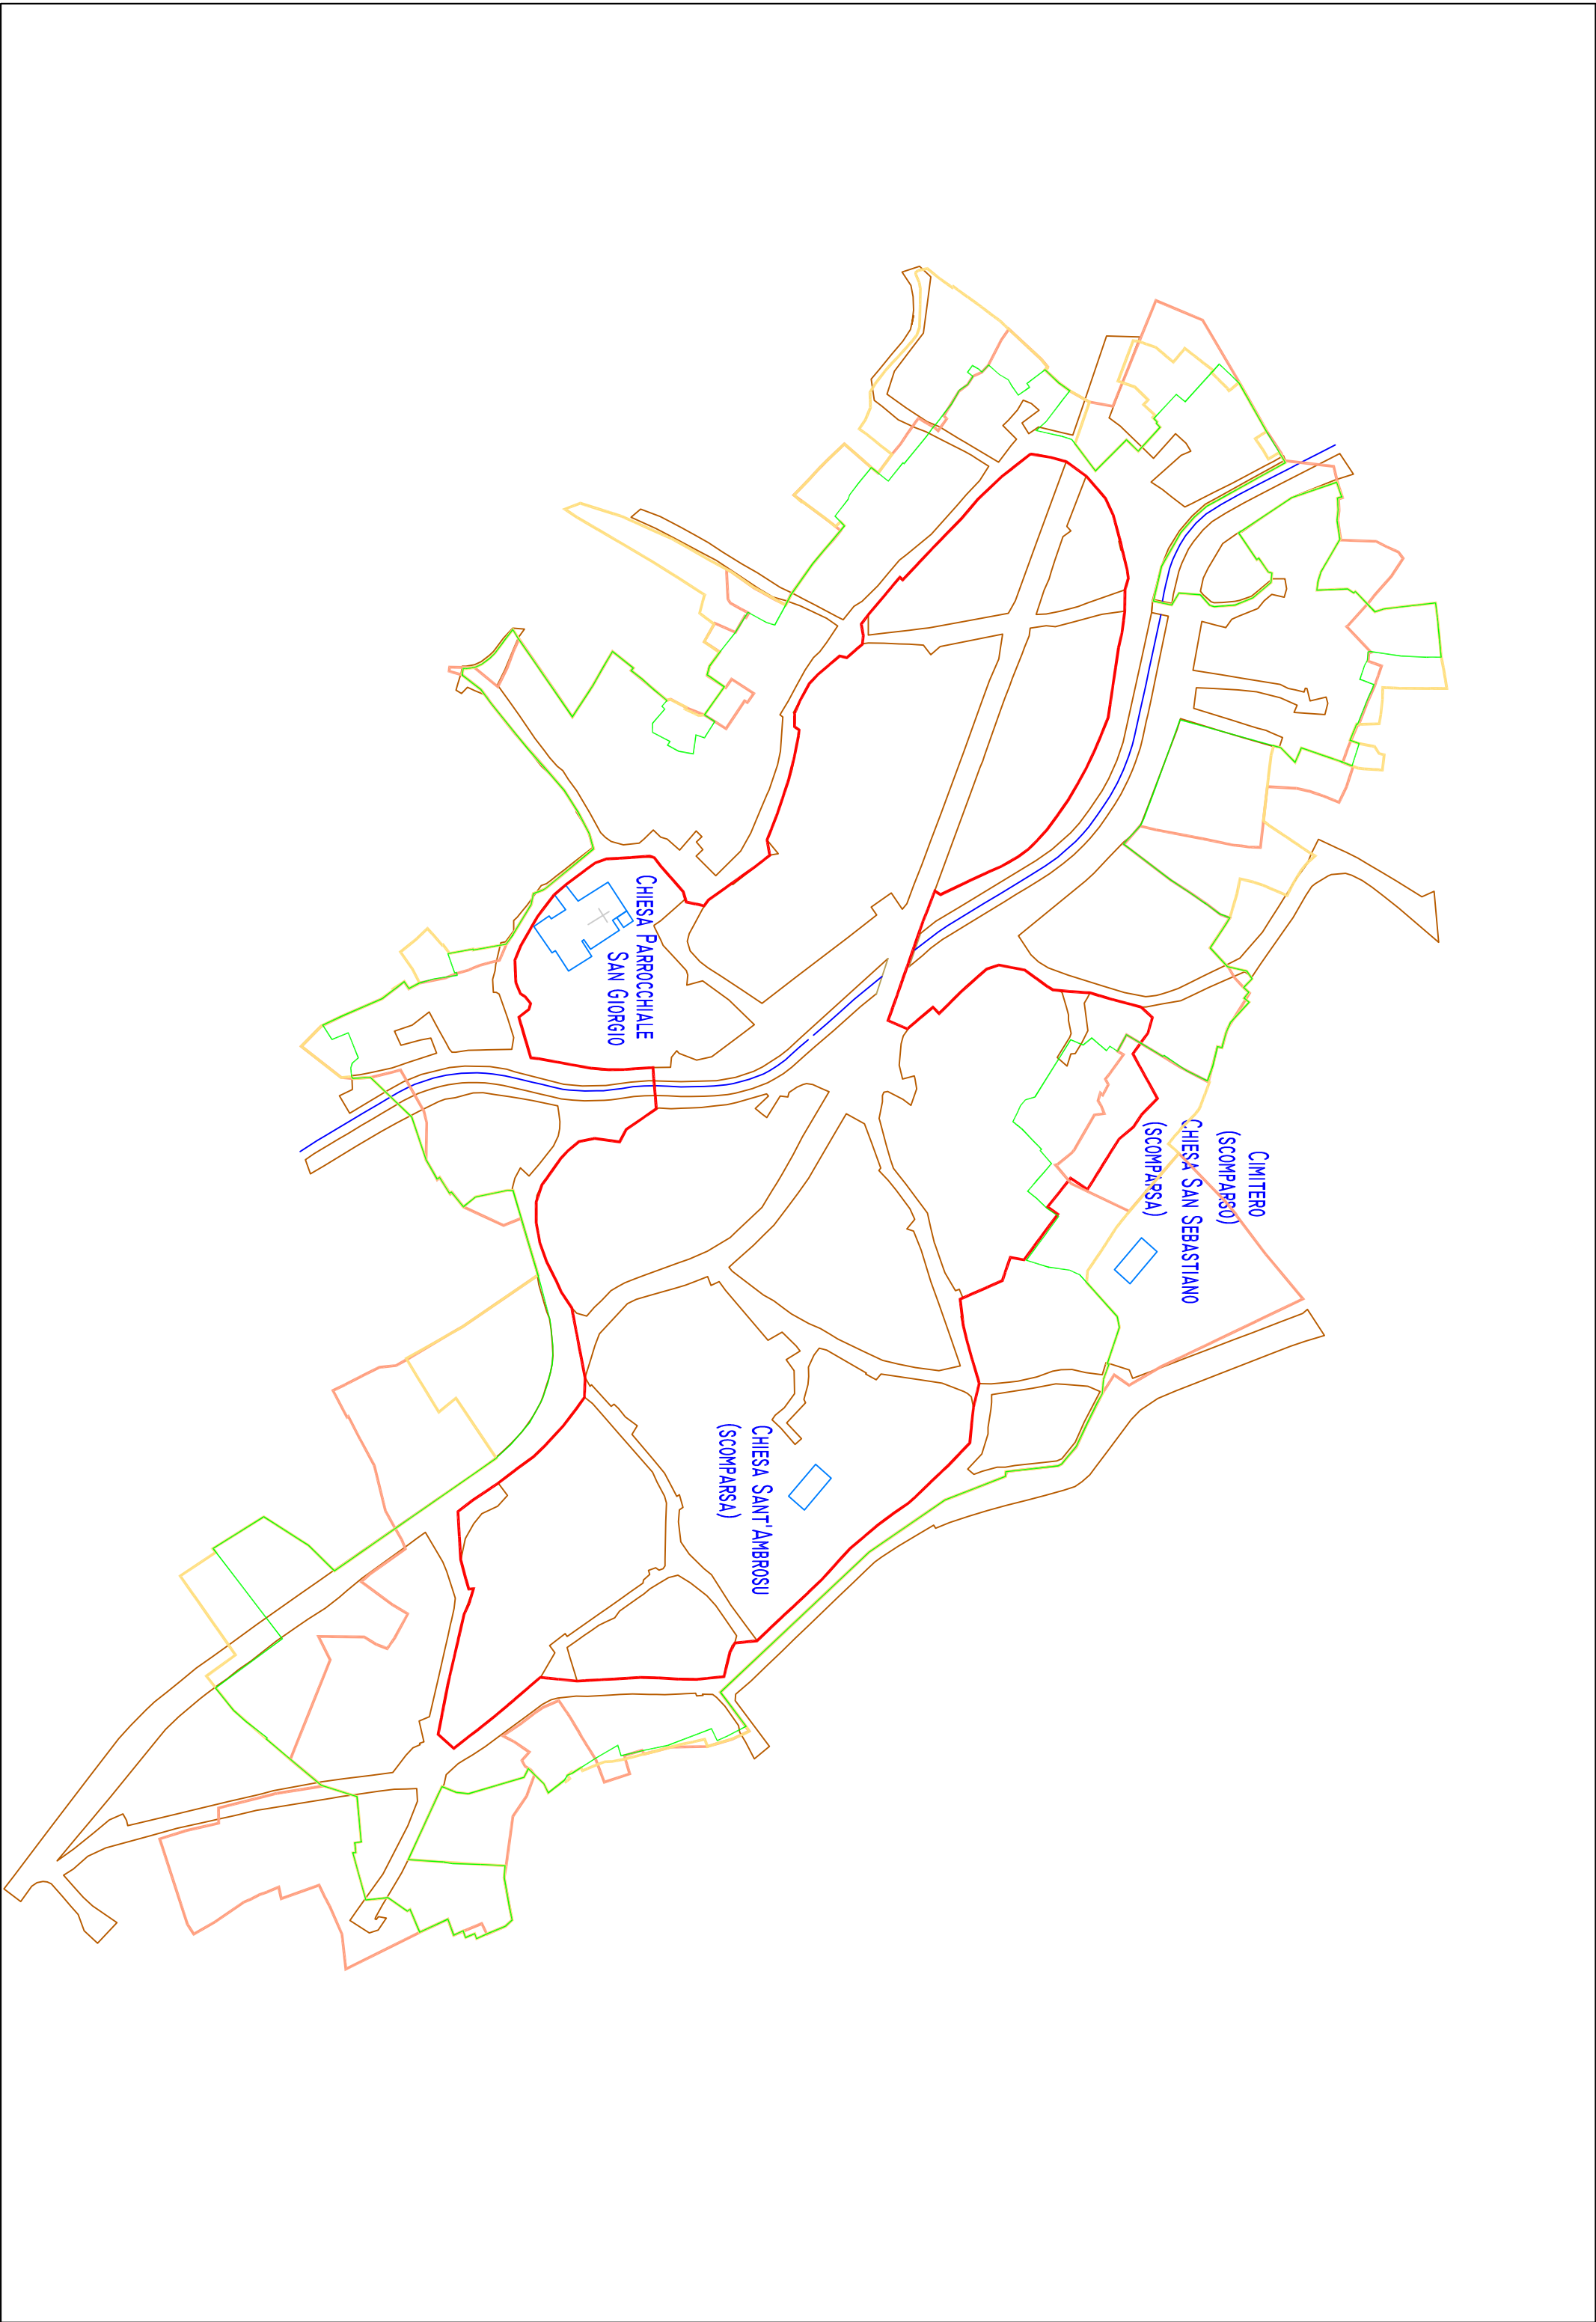 CIMITERO
(SCOMPARSO)
CHIESA SAN SEBASTIANO
(SCOMPARSA)
CHIESA SANT'AMBROSU
(SCOMPARSA)
CHIESA PARROCCHIALE
SAN GIORGIO